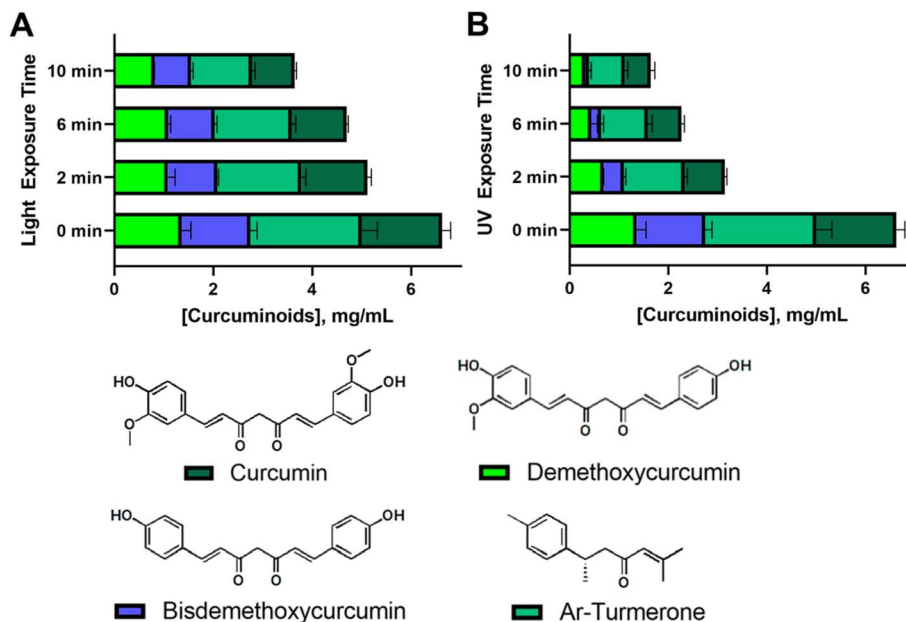 A
B
Light Exposure Time
10 min
6 min
2 min
0 min
0
2
4
6
[Curcuminoids], mg/mL
UV Exposure Time
10 min
6 min
2 min
0 min
0
2
4
6
[Curcuminoids], mg/mL
HO
O
O
O
O
OH
Curcumin
HO
O
O
O
OH
Demethoxycurcumin
HO
O
O
OH
Bisdemethoxycurcumin
O
Ar-Turmerone